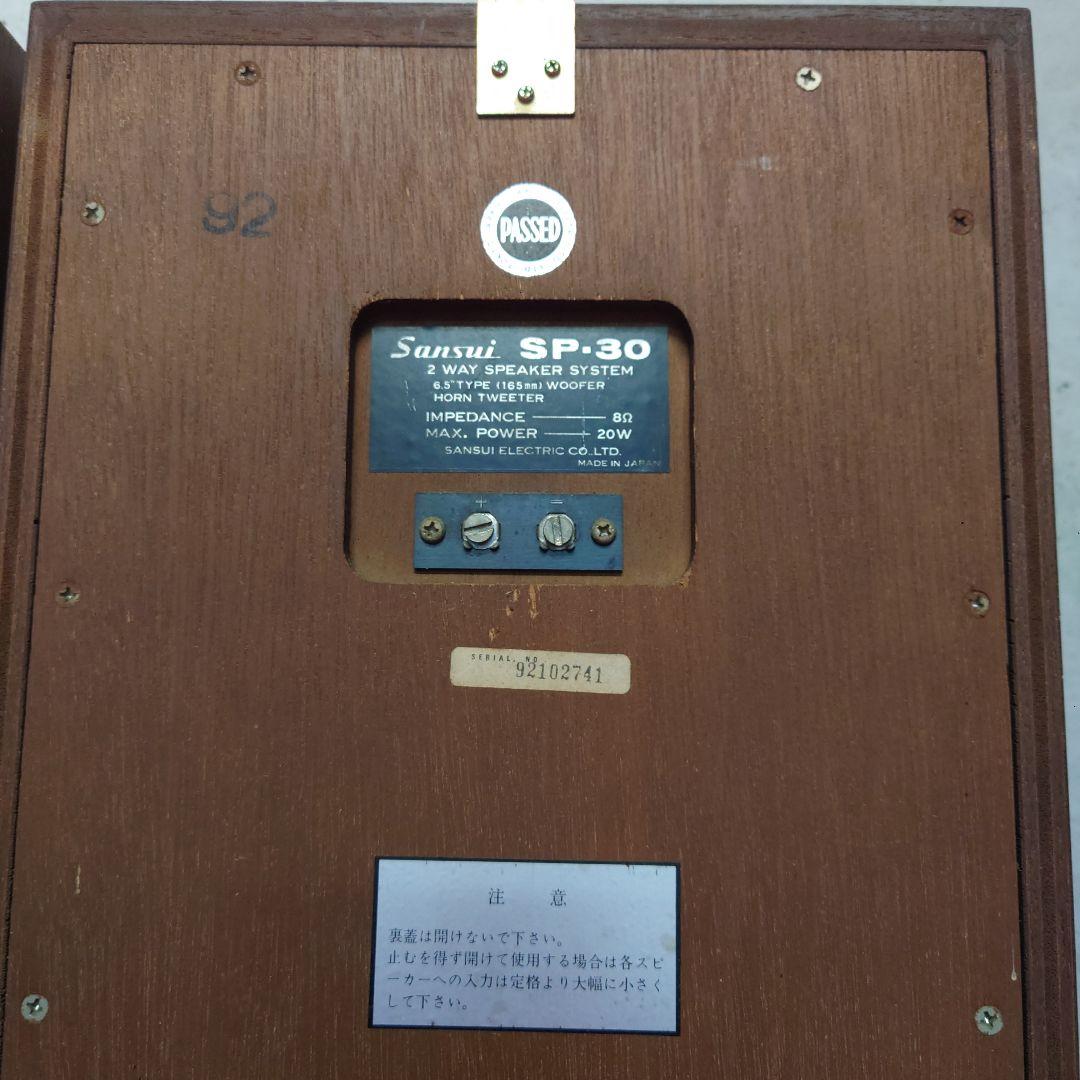 92
PASSED
Sansui SP-30
2 WAY SPEAKER SYSTEM
6.5"TYPE (165mm) WOOFER
HORN TWEETER
IMPEDANCE 8Ω
MAX. POWER 20W
SANSUI ELECTRIC CO.,LTD.
MADE IN JAPAN
+ −
SERIAL. NO
92102741
注 意
裏蓋は開けないで下さい。
止むを得ず開けて使用する場合は各スピ
ーカーへの入力は定格より大幅に小さく
して下さい。